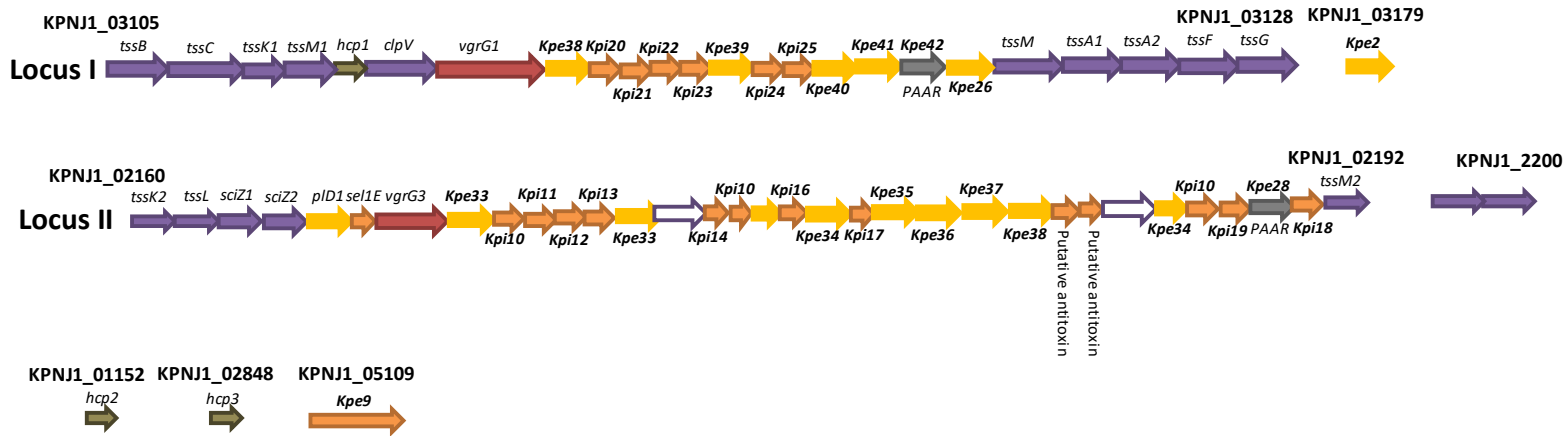 KPNJ1_03105 KPNJ1_03128 KPNJ1_03179
tssB tssC tssK1 tssM1 hcp1 clpV vgrG1 Kpe38 Kpi20 Kpi22 Kpe39 Kpi25 Kpe41 Kpe42 tssM tssA1 tssA2 tssF tssG Kpe2
Locus I
Kpi21 Kpi23 Kpi24 Kpe40 PAAR Kpe26
KPNJ1_02160 KPNJ1_02192 KPNJ1_2200
tssK2 tssL sciZ1 sciZ2 plD1 sel1E vgrG3 Kpe33 Kpi11 Kpi13 Kpi10 Kpi16 Kpe35 Kpe37 Kpi10 Kpe28 tssM2
Locus II
Kpi10 Kpi12 Kpe33 Kpi14 Kpe34 Kpi17 Kpe36 Kpe38 Kpe34 Kpi19 PAAR Kpi18
Putative antitoxin
Putative antitoxin
KPNJ1_01152 KPNJ1_02848 KPNJ1_05109
hcp2 hcp3 Kpe9